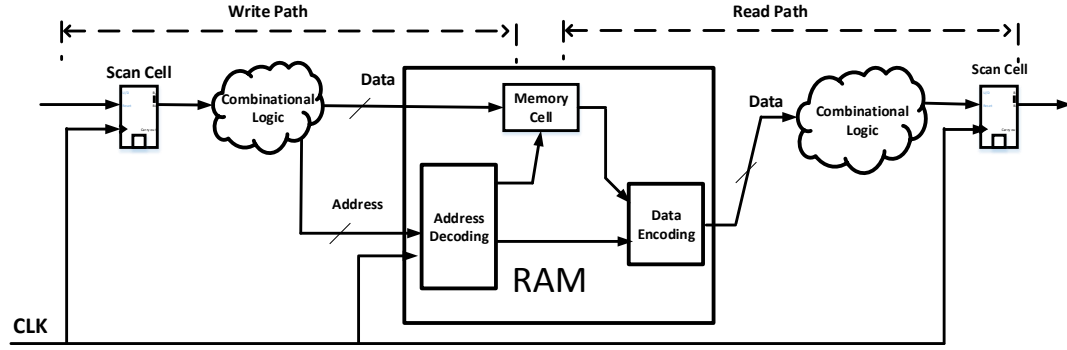 Write Path
Read Path
Scan Cell
Combinational
Logic
Data
Memory
Cell
Data
Combinational
Logic
Scan Cell
Address
Address
Decoding
Data
Encoding
RAM
CLK